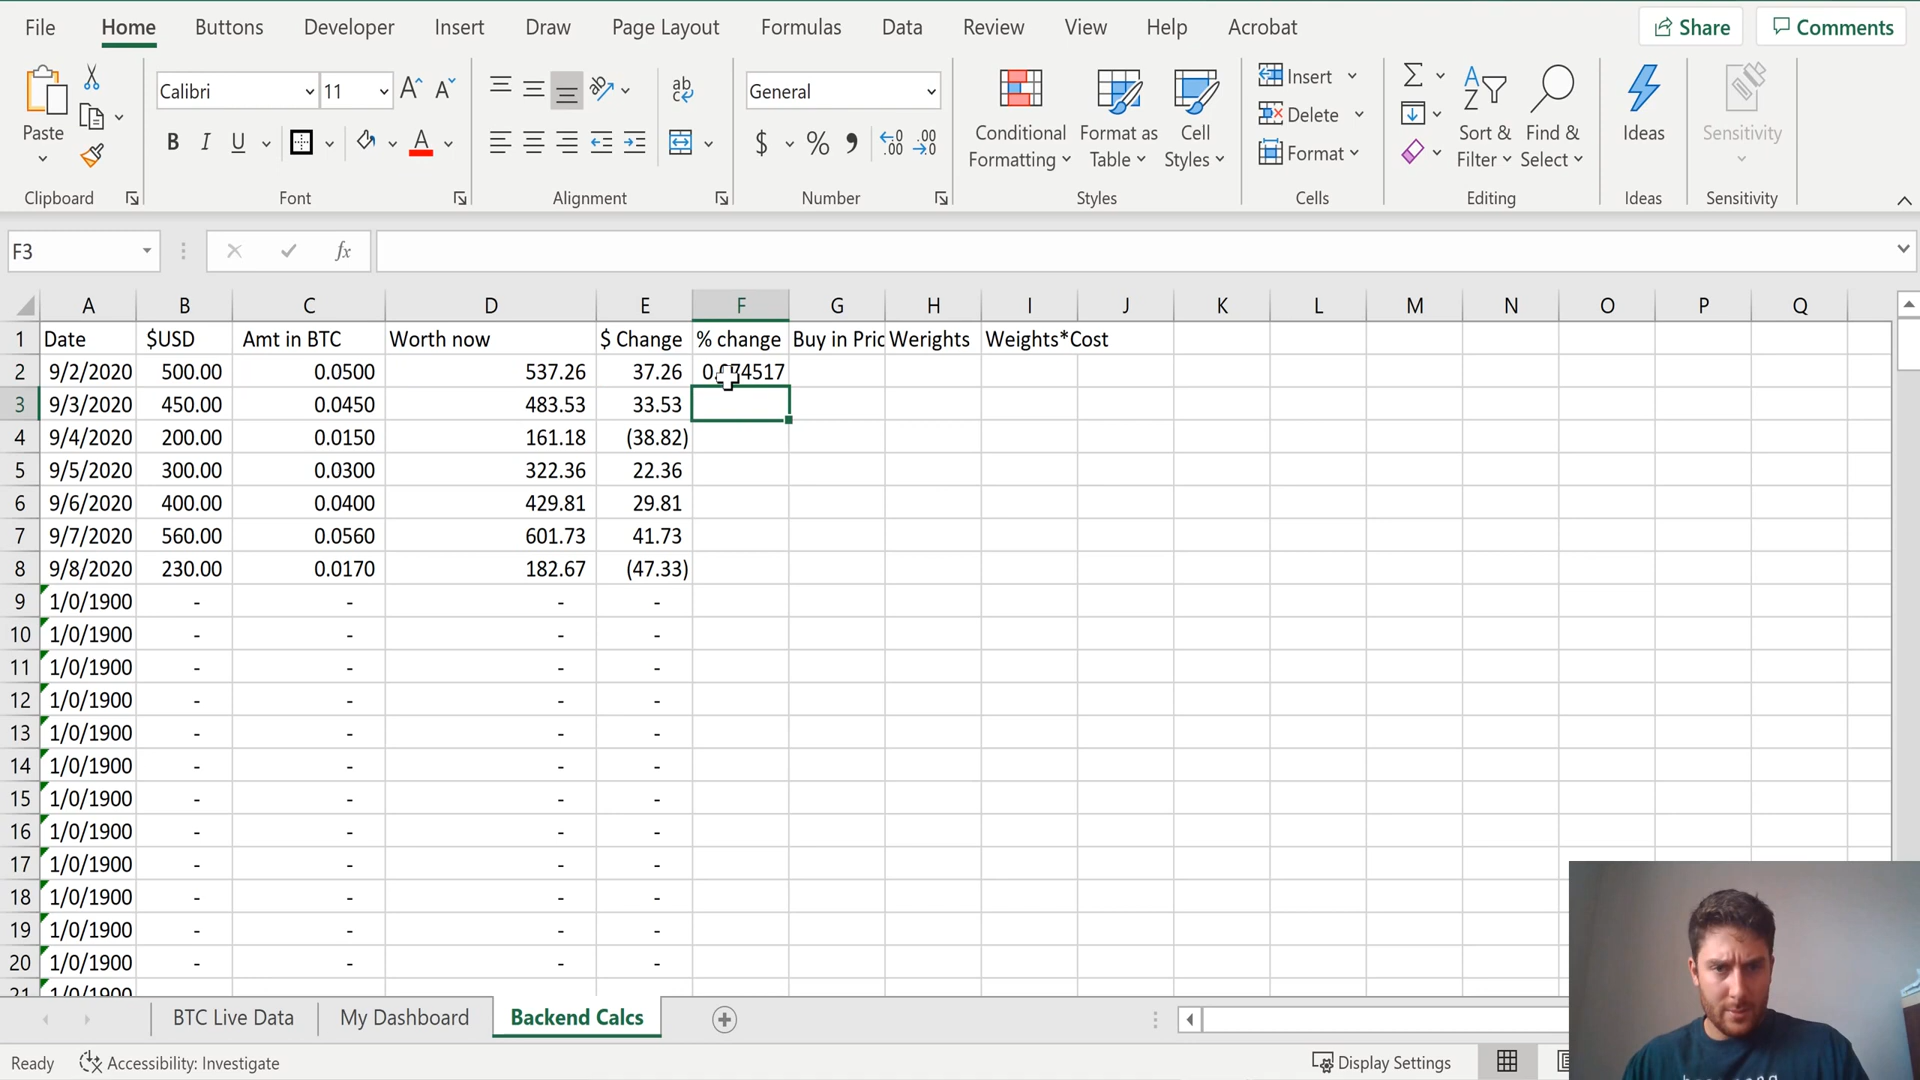 File Home Buttons Developer Insert Draw Page Layout Formulas Data Review View Help Acrobat Share Comments
Paste Calibri 11 General Conditional Formatting Format as Table Cell Styles Insert Delete Format Sort & Filter Find & Select Ideas Sensitivity
Clipboard Font Alignment Number Styles Cells Editing Ideas Sensitivity
F3 fx
A B C D E F G H I J K L M N O P Q
1 Date $USD Amt in BTC Worth now $ Change % change Buy in Pric Werights Weights*Cost
2 9/2/2020 500.00 0.0500 537.26 37.26 0.074517
3 9/3/2020 450.00 0.0450 483.53 33.53
4 9/4/2020 200.00 0.0150 161.18 (38.82)
5 9/5/2020 300.00 0.0300 322.36 22.36
6 9/6/2020 400.00 0.0400 429.81 29.81
7 9/7/2020 560.00 0.0560 601.73 41.73
8 9/8/2020 230.00 0.0170 182.67 (47.33)
9 1/0/1900 - - - -
10 1/0/1900 - - - -
11 1/0/1900 - - - -
12 1/0/1900 - - - -
13 1/0/1900 - - - -
14 1/0/1900 - - - -
15 1/0/1900 - - - -
16 1/0/1900 - - - -
17 1/0/1900 - - - -
18 1/0/1900 - - - -
19 1/0/1900 - - - -
20 1/0/1900 - - - -
21 1/0/1900
BTC Live Data My Dashboard Backend Calcs
Ready Accessibility: Investigate Display Settings